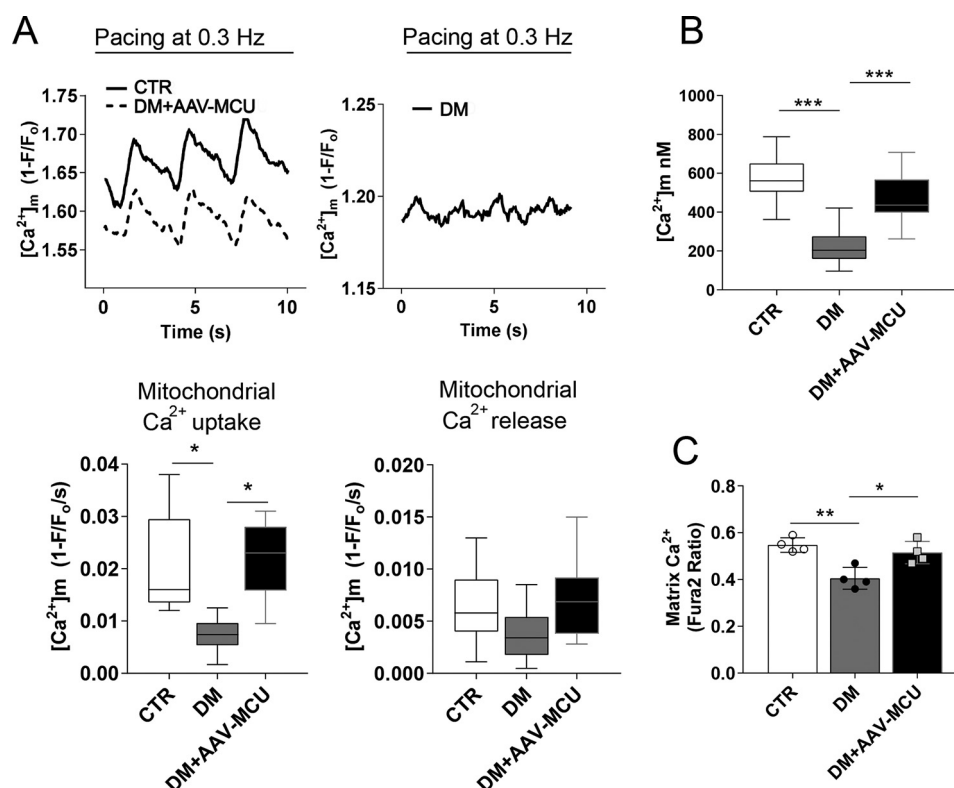 A
Pacing at 0.3 Hz
CTR
DM+AAV-MCU
[Ca²⁺]m (1-F/Fo)
1.75
1.70
1.65
1.60
1.55
0
5
10
Time (s)
Pacing at 0.3 Hz
DM
[Ca²⁺]m (1-F/Fo)
1.25
1.20
1.15
0
5
10
Time (s)
B
***
***
[Ca²⁺]m nM
1000
800
600
400
200
0
CTR
DM
DM+AAV-MCU
Mitochondrial
Ca²⁺ uptake
*
*
[Ca²⁺]m (1-F/Fo/s)
0.04
0.03
0.02
0.01
0.00
CTR
DM
DM+AAV-MCU
Mitochondrial
Ca²⁺ release
[Ca²⁺]m (1-F/Fo/s)
0.020
0.015
0.010
0.005
0.000
CTR
DM
DM+AAV-MCU
C
**
*
Matrix Ca²⁺
(Fura2 Ratio)
0.8
0.6
0.4
0.0
CTR
DM
DM+AAV-MCU